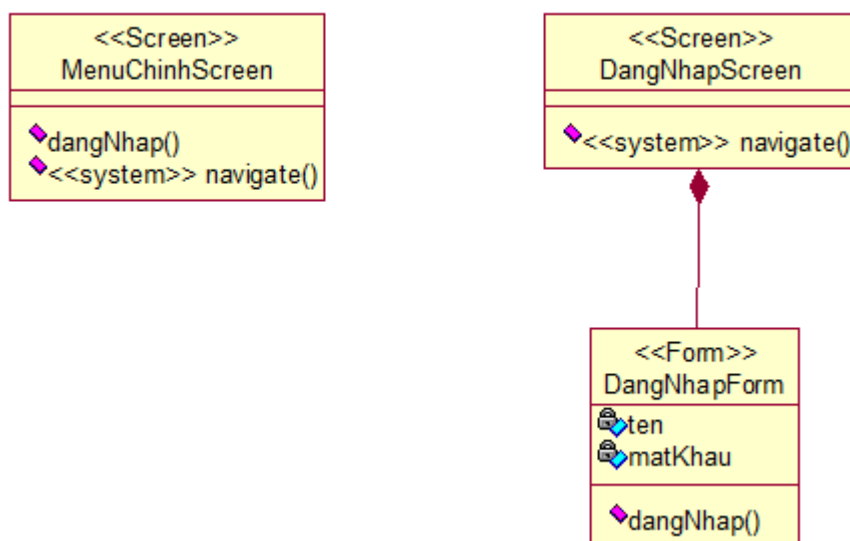 <<Screen>>
MenuChinhScreen
dangNhap()
<<system>> navigate()
<<Screen>>
DangNhapScreen
<<system>> navigate()
<<Form>>
DangNhapForm
ten
matKhau
dangNhap()